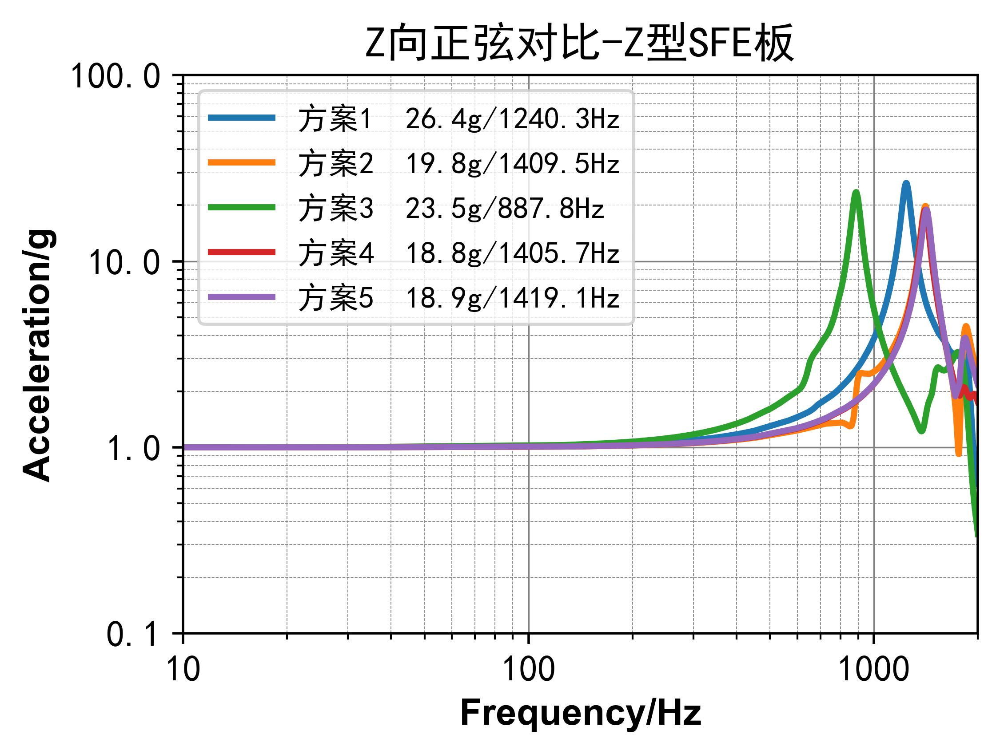 Z向正弦对比-Z型SFE板
100.0
10.0
1.0
0.1
Acceleration/g
方案1 26.4g/1240.3Hz
方案2 19.8g/1409.5Hz
方案3 23.5g/887.8Hz
方案4 18.8g/1405.7Hz
方案5 18.9g/1419.1Hz
10 100 1000
Frequency/Hz